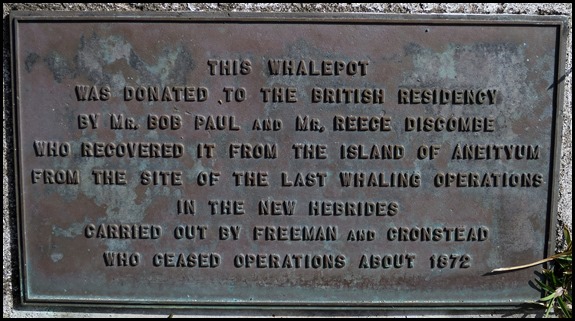 THIS WHALEPOT
WAS DONATED TO THE BRITISH RESIDENCY
BY MR. BOB PAUL AND MR. REECE DISCOMBE
WHO RECOVERED IT FROM THE ISLAND OF ANEITYUM
FROM THE SITE OF THE LAST WHALING OPERATIONS
IN THE NEW HEBRIDES
CARRIED OUT BY FREEMAN AND CRONSTEAD
WHO CEASED OPERATIONS ABOUT 1872